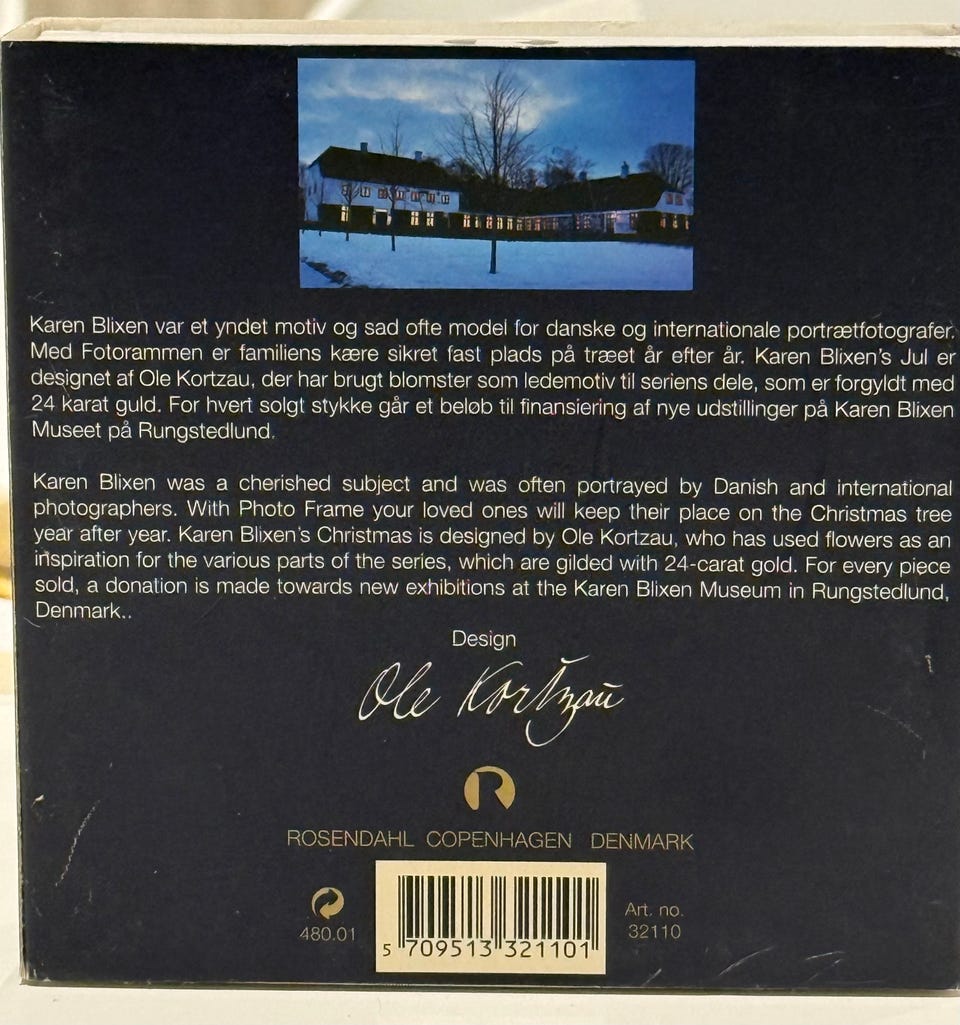 Karen Blixen var et yndet motiv og sad ofte model for danske og internationale portrætfotografer.
Med Fotorammen er familiens kære sikret fast plads på træet år efter år. Karen Blixen's Jul er
designet af Ole Kortzau, der har brugt blomster som ledemotiv til seriens dele, som er forgyldt med
24 karat guld. For hvert solgt stykke går et beløb til finansiering af nye udstillinger på Karen Blixen
Museet på Rungstedlund.
Karen Blixen was a cherished subject and was often portrayed by Danish and international
photographers. With Photo Frame your loved ones will keep their place on the Christmas tree
year after year. Karen Blixen's Christmas is designed by Ole Kortzau, who has used flowers as an
inspiration for the various parts of the series, which are gilded with 24-carat gold. For every piece
sold, a donation is made towards new exhibitions at the Karen Blixen Museum in Rungstedlund,
Denmark..
Design
Ole Kortzau
R
ROSENDAHL COPENHAGEN DENMARK
480.01
5 709513 321101
Art. no.
32110